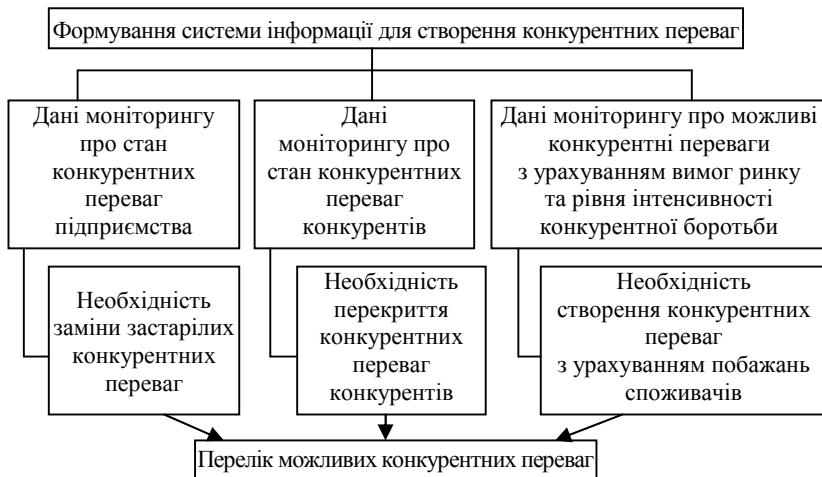 Формування системи інформації для створення конкурентних переваг
Дані моніторингу
про стан
конкурентних
переваг
підприємства
Дані
моніторингу про
стан конкурентних
переваг
конкурентів
Дані моніторингу про можливі
конкурентні переваги
з урахуванням вимог ринку
та рівня інтенсивності
конкурентної боротьби
Необхідність
заміни застарілих
конкурентних
переваг
Необхідність
перекриття
конкурентних
переваг
конкурентів
Необхідність
створення конкурентних
переваг
з урахуванням побажань
споживачів
Перелік можливих конкурентних переваг